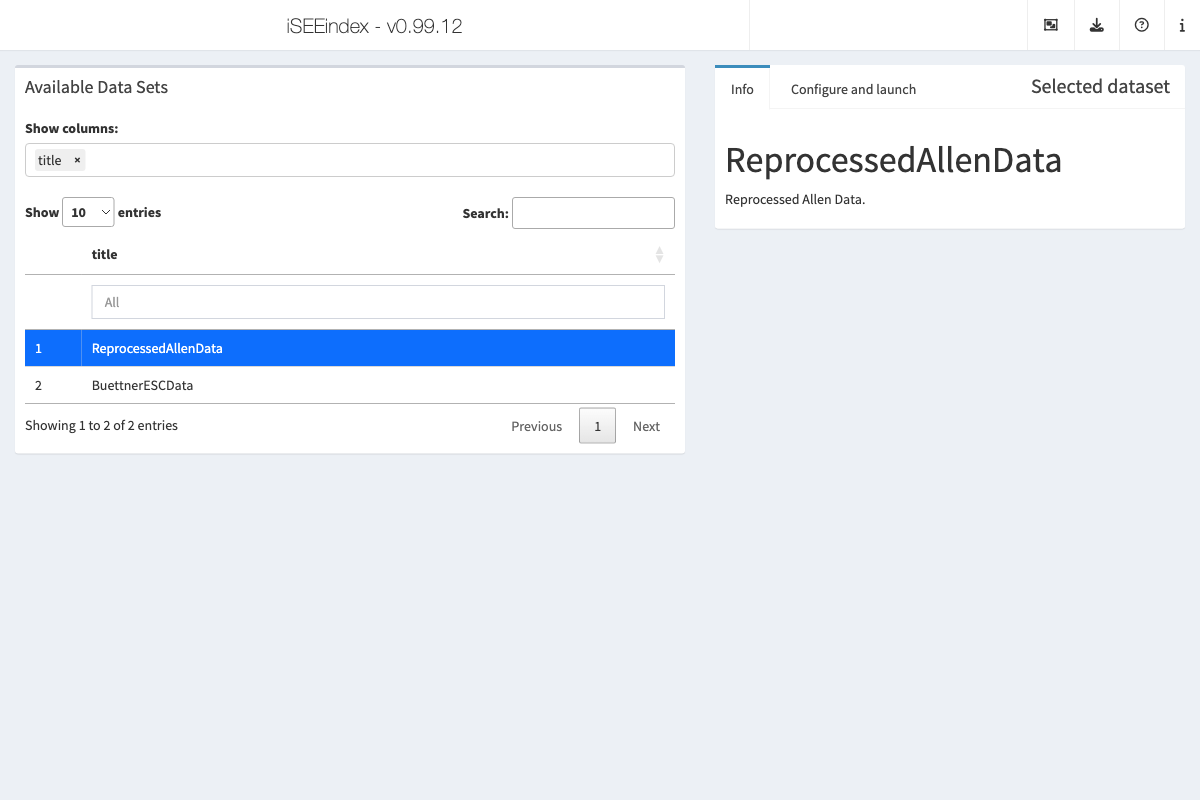 iSEEindex - v0.99.12
Available Data Sets
Show columns:
title ×
Show 10 entries
Search:
title
All
1 ReprocessedAllenData
2 BuettnerESCData
Showing 1 to 2 of 2 entries
Previous 1 Next
Info Configure and launch Selected dataset
ReprocessedAllenData
Reprocessed Allen Data.